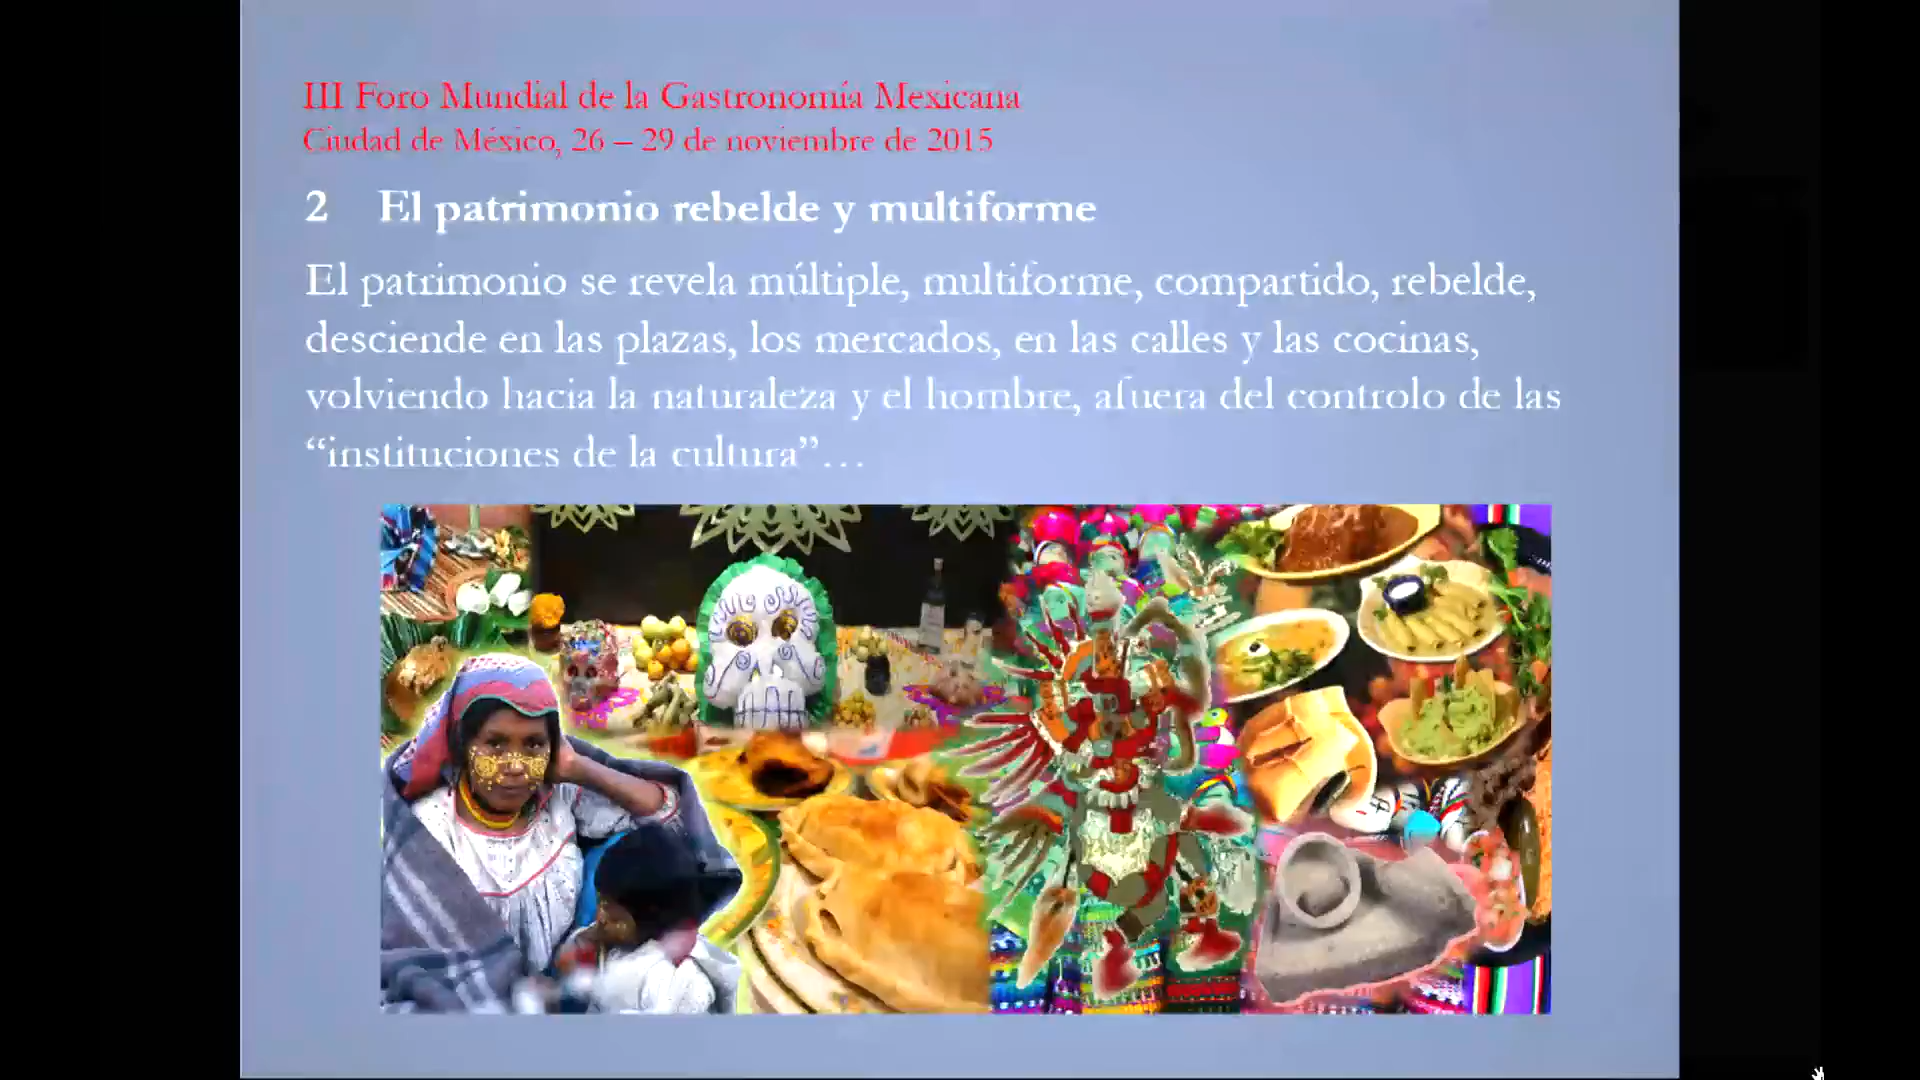 III Foro Mundial de la Gastronomía Mexicana
Ciudad de México, 26 – 29 de noviembre de 2015
2 El patrimonio rebelde y multiforme
El patrimonio se revela múltiple, multiforme, compartido, rebelde,
desciende en las plazas, los mercados, en las calles y las cocinas,
volviendo hacia la naturaleza y el hombre, afuera del controlo de las
“instituciones de la cultura”…